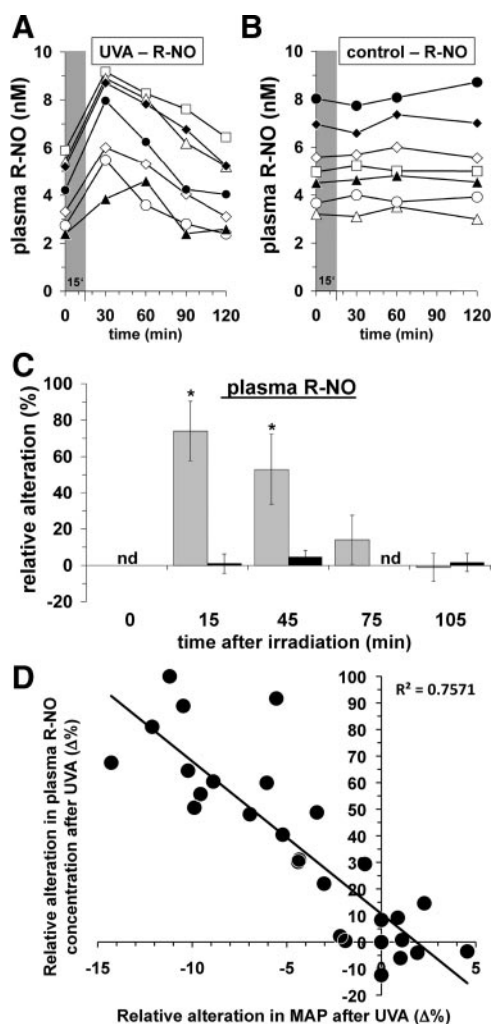 A
UVA – R-NO
plasma R-NO (nM)
10
8
6
4
2
0
15‘
0 30 60 90 120
time (min)
B
control – R-NO
plasma R-NO (nM)
10
8
6
4
2
0
15‘
0 30 60 90 120
time (min)
C
plasma R-NO
relative alteration (%)
100
80
60
40
20
0
-20
nd
*
*
nd
0 15 45 75 105
time after irradiation (min)
D
R² = 0.7571
Relative alteration in plasma R-NO
concentration after UVA (Δ%)
100
90
80
70
60
50
40
30
20
10
0
-10
-20
-15 -10 -5 0 5
Relative alteration in MAP after UVA (Δ%)